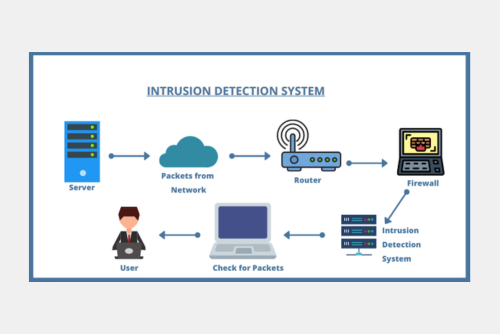 INTRUSION DETECTION SYSTEM
Server
Packets from
Network
Router
Firewall
Intrusion
Detection
System
Check for Packets
User